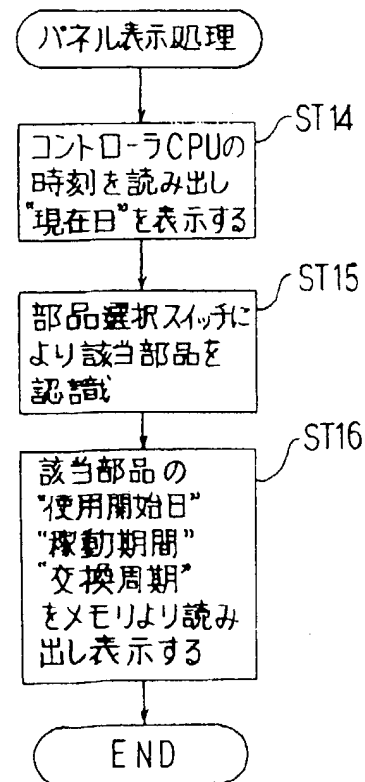 パネル表示処理
ST14
コントローラCPUの
時刻を読み出し
"現在日"を表示する
ST15
部品選択スイッチに
より該当部品を
認識
ST16
該当部品の
"使用開始日"
"稼動期間"
"交換周期"
をメモリより読み
出し表示する
END